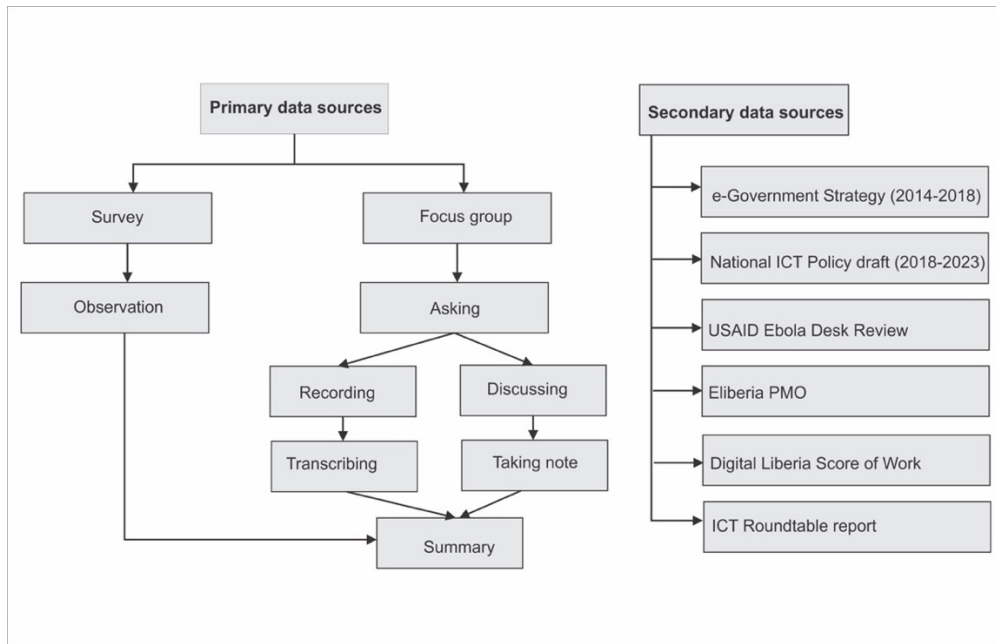 Primary data sources
Survey
Focus group
Observation
Asking
Recording
Discussing
Transcribing
Taking note
Summary
Secondary data sources
e-Government Strategy (2014-2018)
National ICT Policy draft (2018-2023)
USAID Ebola Desk Review
Eliberia PMO
Digital Liberia Score of Work
ICT Roundtable report